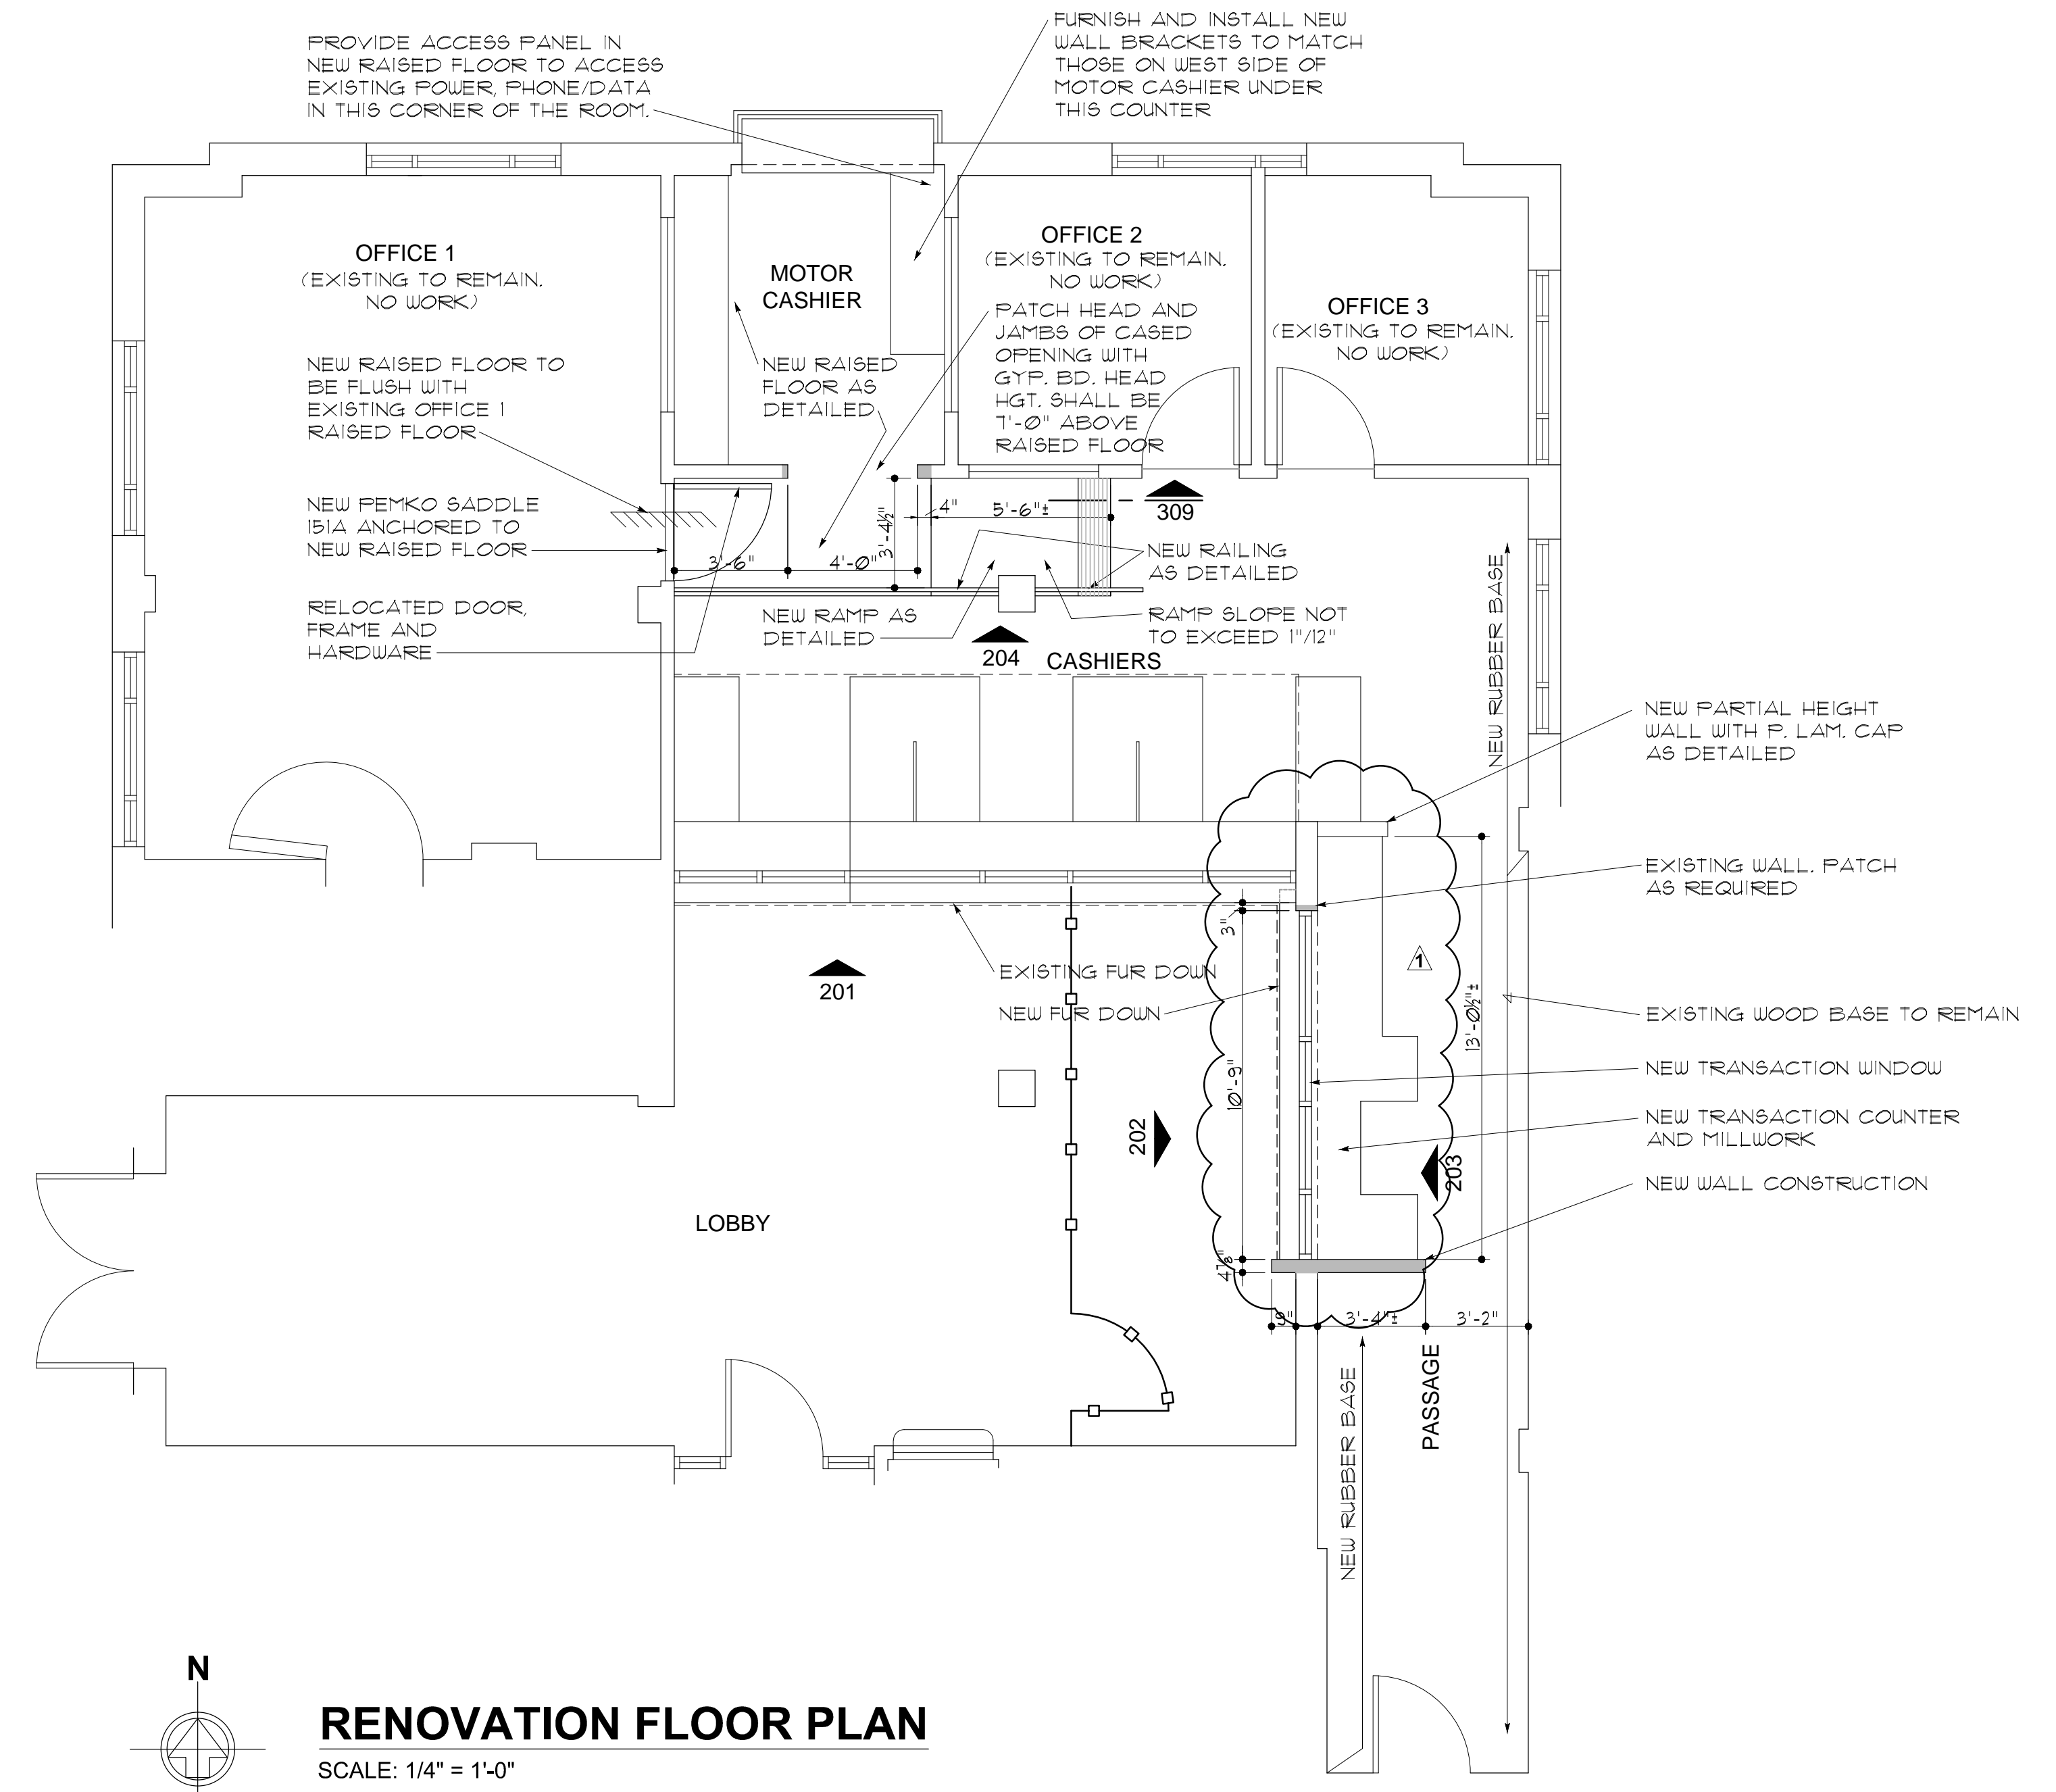 PROVIDE ACCESS PANEL IN
NEW RAISED FLOOR TO ACCESS
EXISTING POWER, PHONE/DATA
IN THIS CORNER OF THE ROOM.
FURNISH AND INSTALL NEW
WALL BRACKETS TO MATCH
THOSE ON WEST SIDE OF
MOTOR CASHIER UNDER
THIS COUNTER
OFFICE 1
(EXISTING TO REMAIN.
NO WORK)
MOTOR
CASHIER
OFFICE 2
(EXISTING TO REMAIN.
NO WORK)
OFFICE 3
(EXISTING TO REMAIN.
NO WORK)
PATCH HEAD AND
JAMBS OF CASED
OPENING WITH
GYP. BD. HEAD
HGT. SHALL BE
7'-0" ABOVE
RAISED FLOOR
NEW RAISED FLOOR TO
BE FLUSH WITH
EXISTING OFFICE 1
RAISED FLOOR
NEW RAISED
FLOOR AS
DETAILED
NEW PEMKO SADDLE
151A ANCHORED TO
NEW RAISED FLOOR
3'-6"
4'-0"
3'-4½"
4"
5'-6"±
309
NEW RAILING
AS DETAILED
RELOCATED DOOR,
FRAME AND
HARDWARE
NEW RAMP AS
DETAILED
RAMP SLOPE NOT
TO EXCEED 1"/12"
204
CASHIERS
NEW RUBBER BASE
NEW PARTIAL HEIGHT
WALL WITH P. LAM. CAP
AS DETAILED
EXISTING WALL. PATCH
AS REQUIRED
3"
201
EXISTING FUR DOWN
NEW FUR DOWN
1
13'-0½"±
EXISTING WOOD BASE TO REMAIN
NEW TRANSACTION WINDOW
10'-9"
202
NEW TRANSACTION COUNTER
AND MILLWORK
203
NEW WALL CONSTRUCTION
LOBBY
4⅞"
9"
3'-4"±
3'-2"
PASSAGE
NEW RUBBER BASE
N
RENOVATION FLOOR PLAN
SCALE: 1/4" = 1'-0"